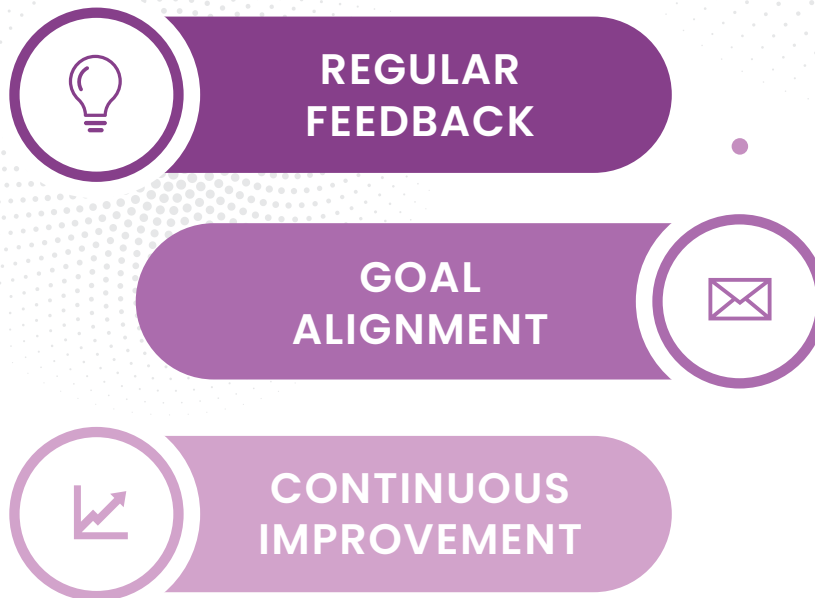 REGULAR
FEEDBACK
GOAL
ALIGNMENT
CONTINUOUS
IMPROVEMENT